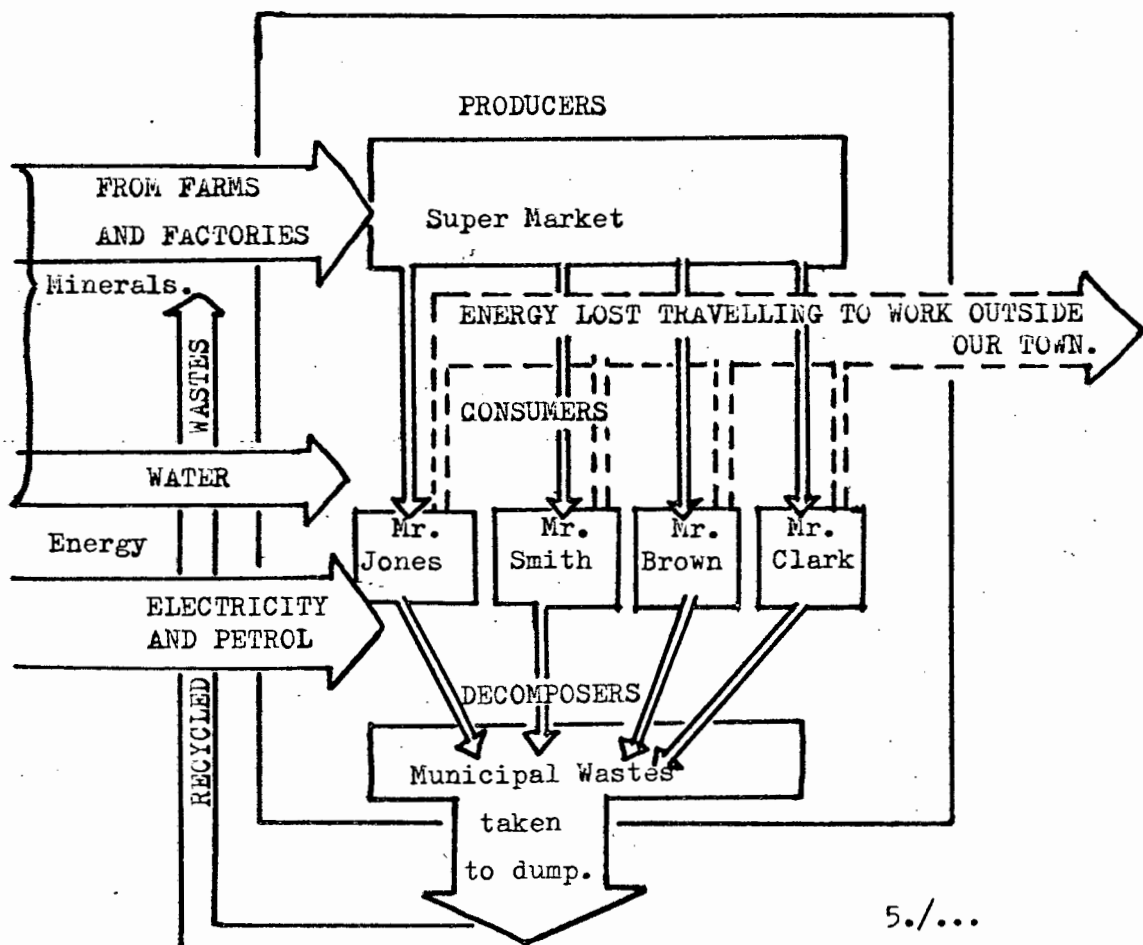 PRODUCERS
FROM FARMS
AND FACTORIES
Super Market
Minerals.
ENERGY LOST TRAVELLING TO WORK OUTSIDE
OUR TOWN.
WASTES
CONSUMERS
WATER
Energy
Mr.
Jones
Mr.
Smith
Mr.
Brown
Mr.
Clark
ELECTRICITY
AND PETROL
DECOMPOSERS
RECYCLED
Municipal Wastes
taken
to dump.
5./...